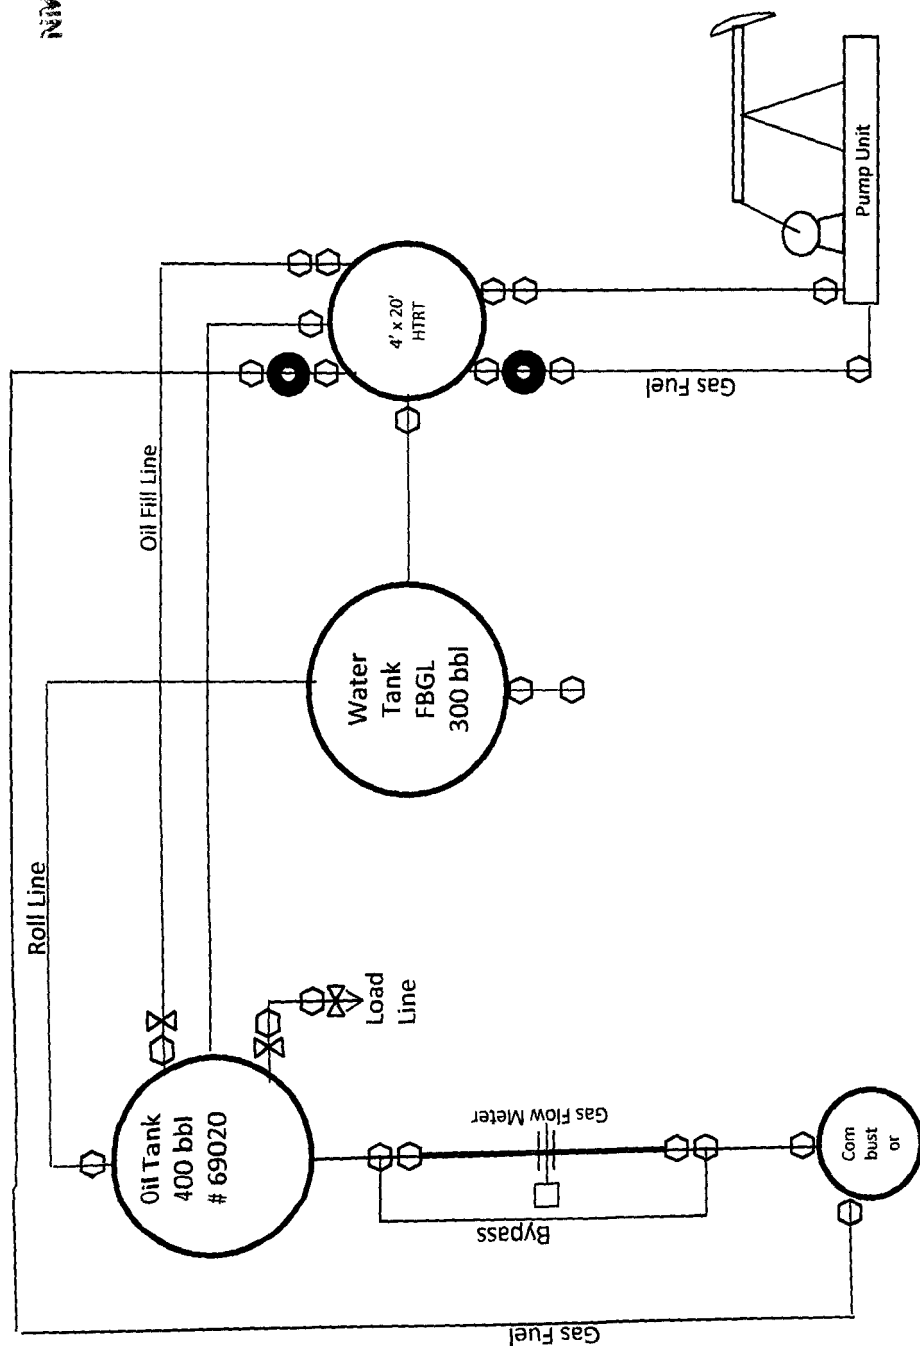 Pump Unit
4' x 20'
HTRT
Gas Fuel
Oil Fill Line
Water
Tank
FBGL
300 bbl
Roll Line
Load
Line
Oil Tank
400 bbl
# 69020
Gas Flow Meter
Bypass
Com
bust
or
Gas Fuel